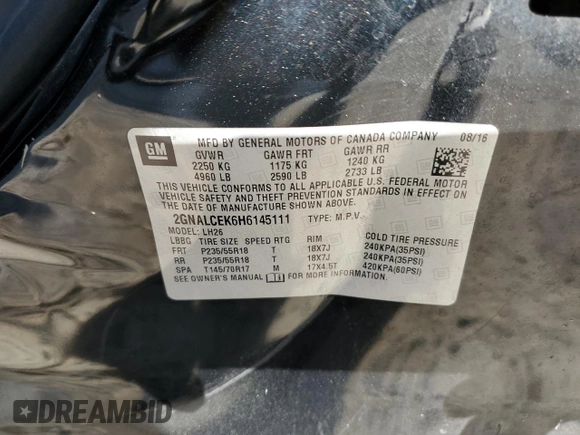 GM
MFD BY GENERAL MOTORS OF CANADA COMPANY 08/16
GVWR GAWR FRT GAWR RR
2250 KG 1175 KG 1240 KG
4960 LB 2590 LB 2733 LB
THIS VEHICLE CONFORMS TO ALL APPLICABLE U.S. FEDERAL MOTOR
VEHICLE SAFETY AND THEFT PREVENTION STANDARDS IN EFFECT ON
THE DATE OF MANUFACTURE SHOWN ABOVE.
2GNALCEK6H6145111 TYPE: M.P.V.
MODEL: LH26
LBBG TIRE SIZE SPEED RTG RIM COLD TIRE PRESSURE
FRT P235/55R18 T 18X7J 240KPA(35PSI)
RR P235/55R18 T 18X7J 240KPA(35PSI)
SPA T145/70R17 M 17X4.5T 420KPA(60PSI)
SEE OWNER'S MANUAL FOR MORE INFORMATION
DREAMBID